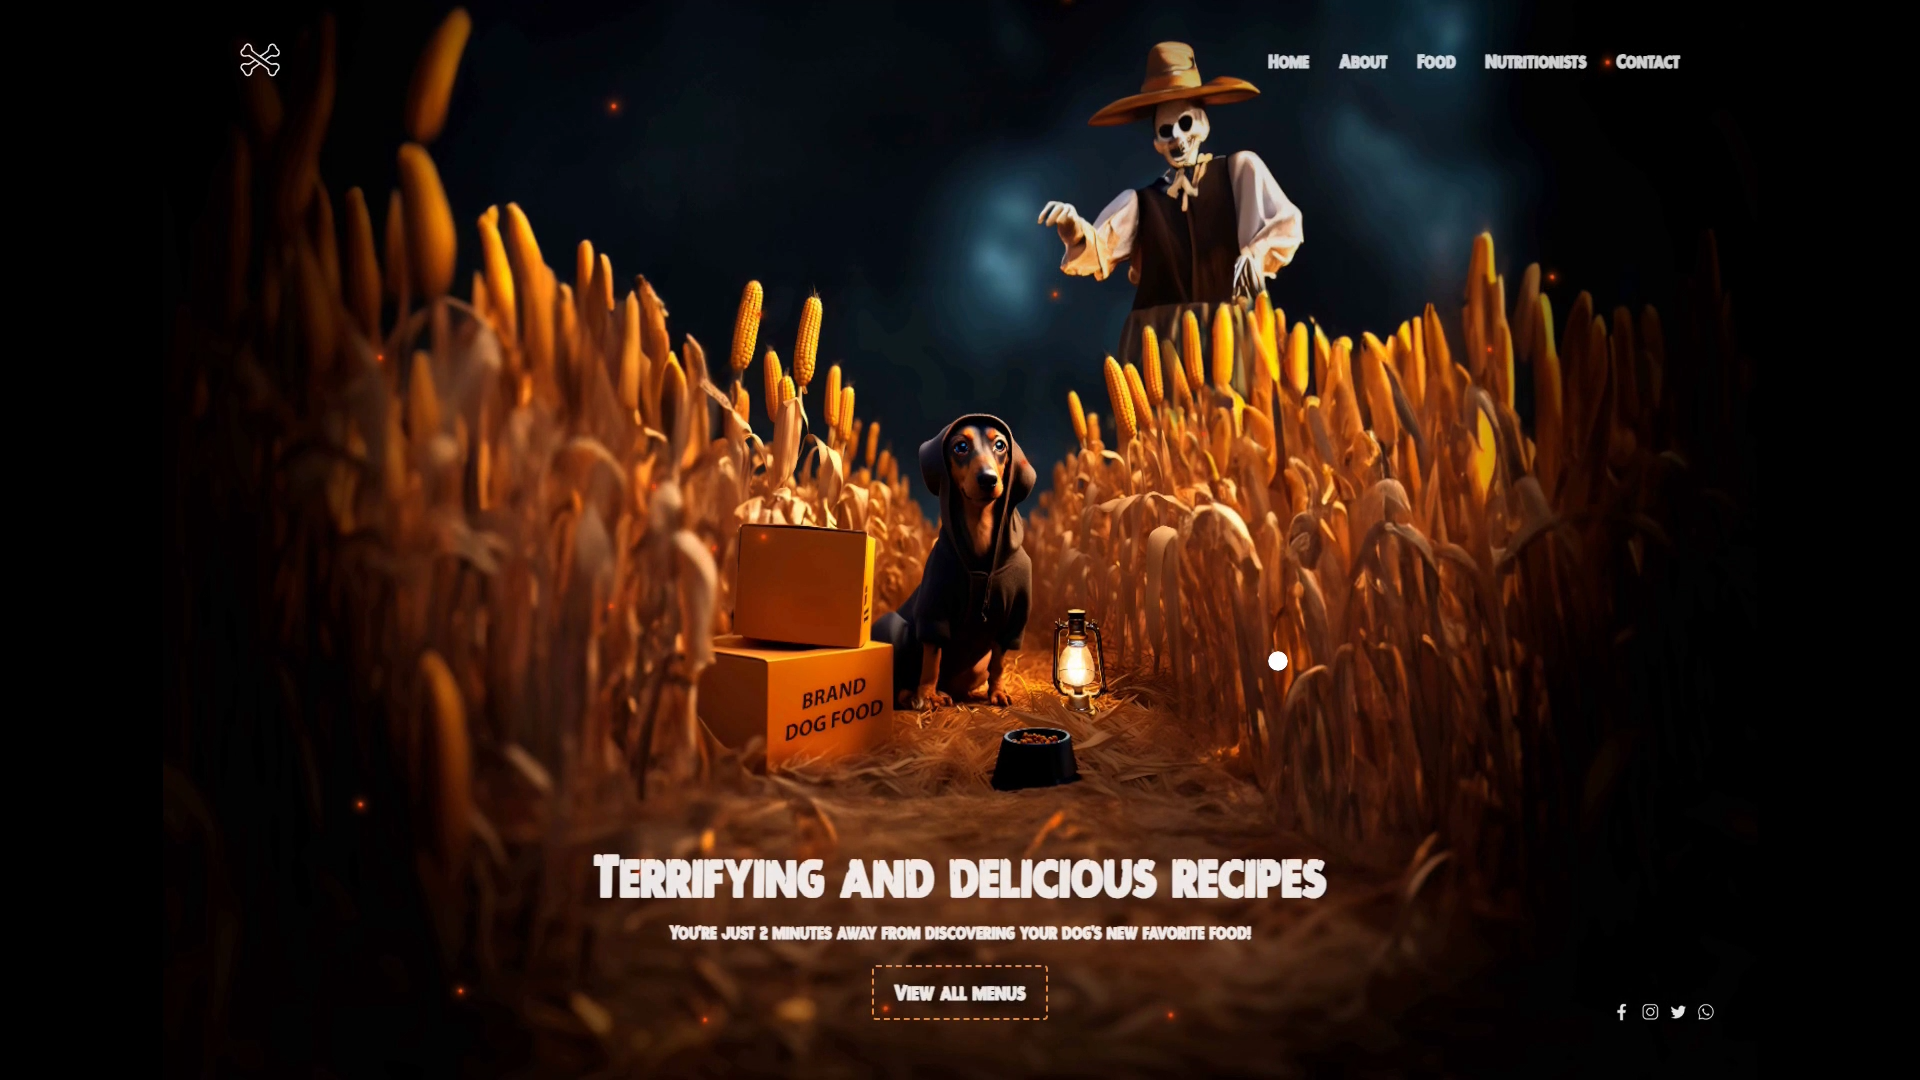 Home
About
Food
Nutritionists
Contact
BRAND
DOG FOOD
Terrifying and delicious recipes
You're just 2 minutes away from discovering your dog's new favorite food!
View all menus